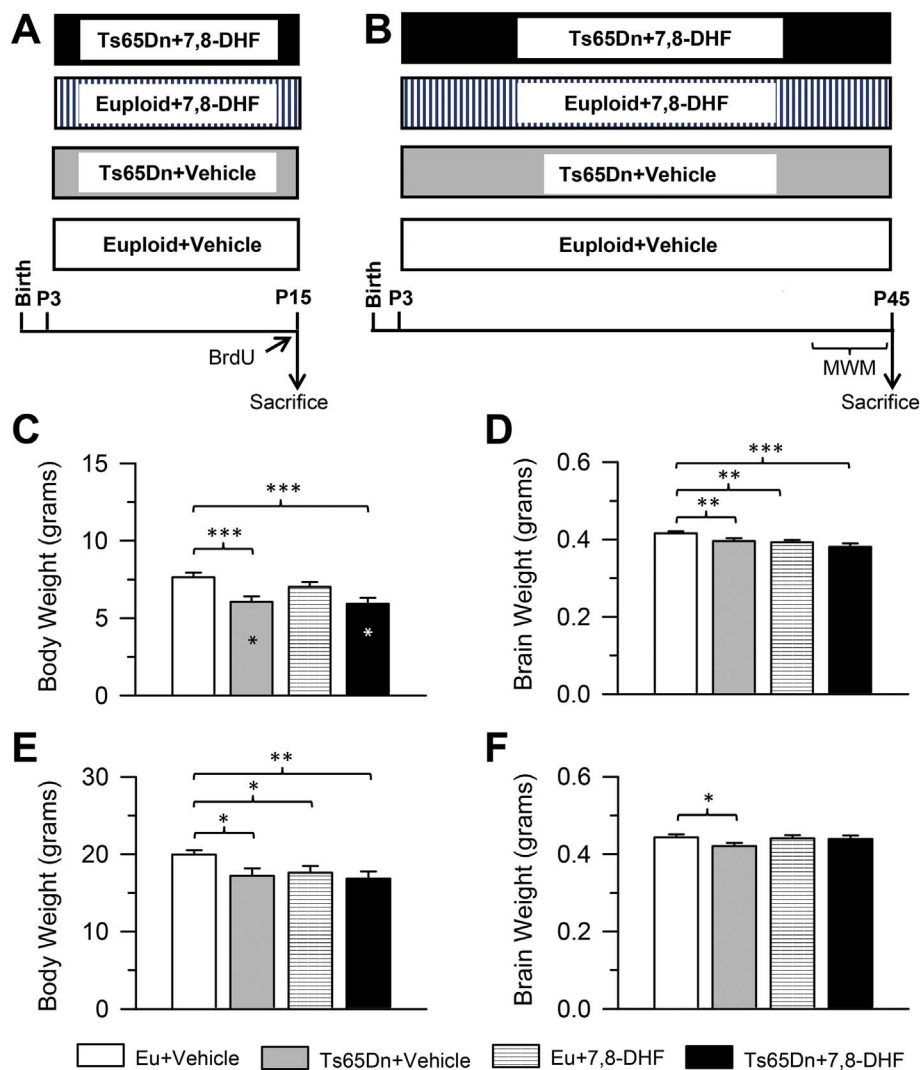 A
Ts65Dn+7,8-DHF
Euploid+7,8-DHF
Ts65Dn+Vehicle
Euploid+Vehicle
Birth
P3
P15
BrdU
Sacrifice
B
Ts65Dn+7,8-DHF
Euploid+7,8-DHF
Ts65Dn+Vehicle
Euploid+Vehicle
Birth
P3
P45
MWM
Sacrifice
C
Body Weight (grams)
15
10
5
0
***
***
*
*
D
Brain Weight (grams)
0.6
0.4
0.2
0.0
***
**
**
E
Body Weight (grams)
30
20
10
0
**
*
*
F
Brain Weight (grams)
0.6
0.4
0.2
0.0
*
Eu+Vehicle
Ts65Dn+Vehicle
Eu+7,8-DHF
Ts65Dn+7,8-DHF